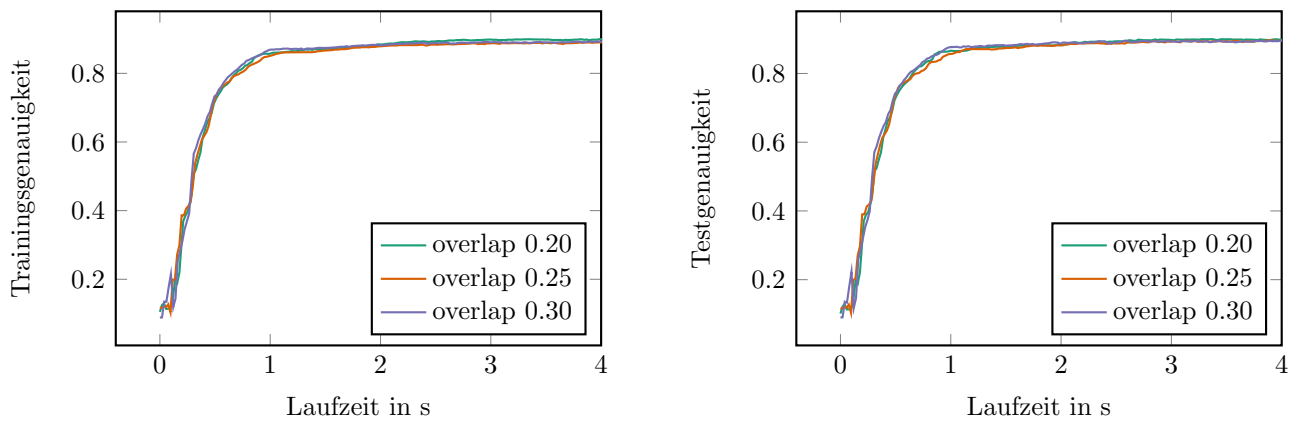 Trainingsgenauigkeit
0.8
0.6
0.4
0.2
0 1 2 3 4
Laufzeit in s
overlap 0.20
overlap 0.25
overlap 0.30
Testgenauigkeit
0.8
0.6
0.4
0.2
0 1 2 3 4
Laufzeit in s
overlap 0.20
overlap 0.25
overlap 0.30